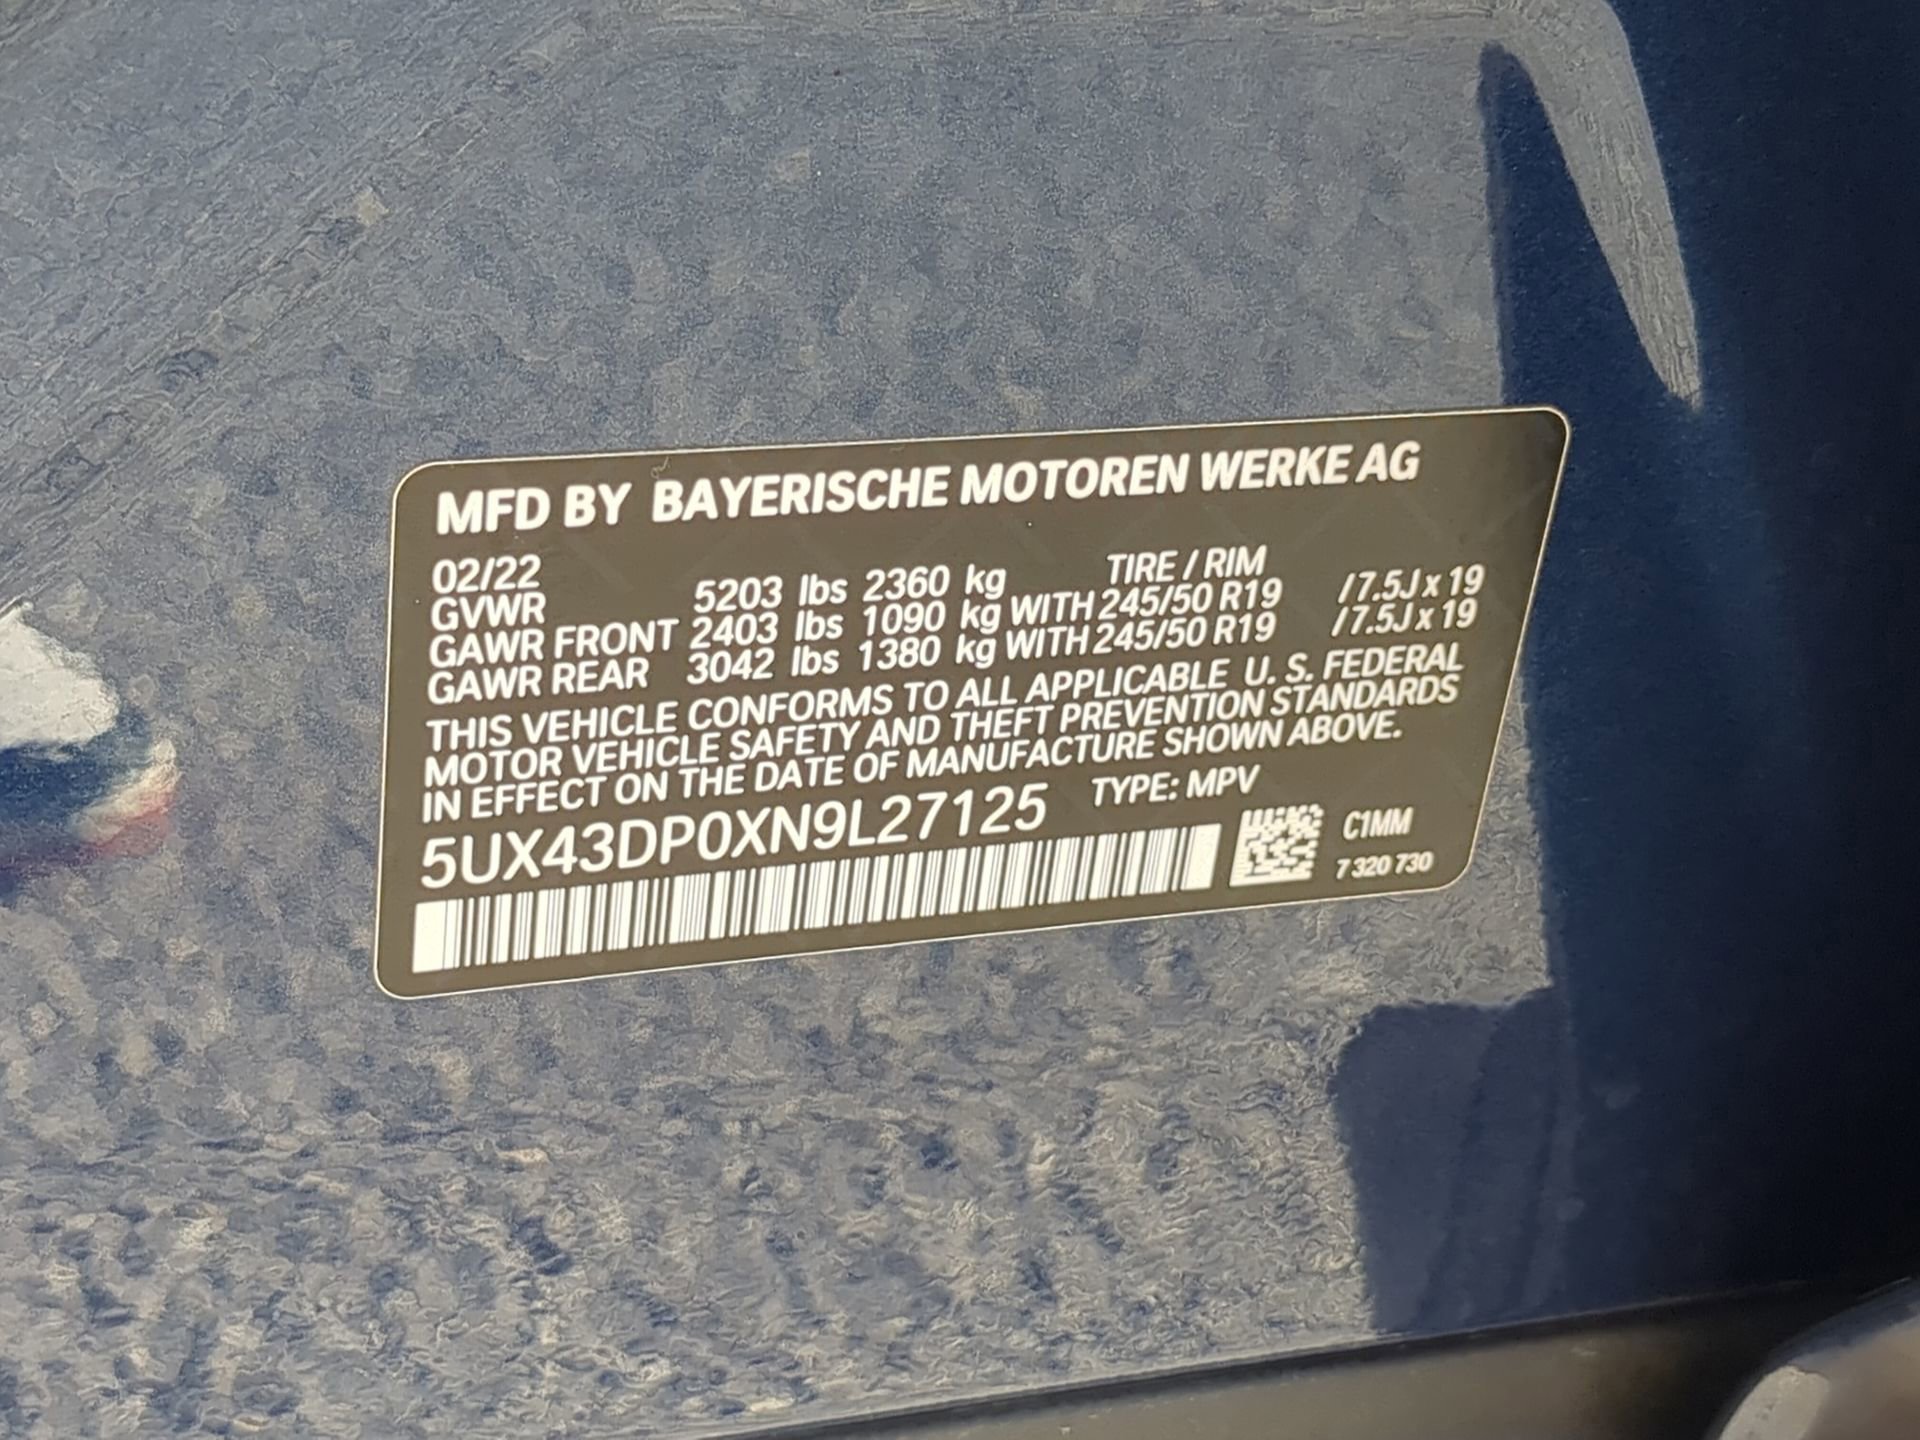 MFD BY BAYERISCHE MOTOREN WERKE AG
02/22 TIRE / RIM
GVWR 5203 lbs 2360 kg
GAWR FRONT 2403 lbs 1090 kg WITH 245/50 R19 / 7.5J x 19
GAWR REAR 3042 lbs 1380 kg WITH 245/50 R19 / 7.5J x 19
THIS VEHICLE CONFORMS TO ALL APPLICABLE U. S. FEDERAL
MOTOR VEHICLE SAFETY AND THEFT PREVENTION STANDARDS
IN EFFECT ON THE DATE OF MANUFACTURE SHOWN ABOVE.
5UX43DP0XN9L27125 TYPE: MPV
C1MM
7 320 730